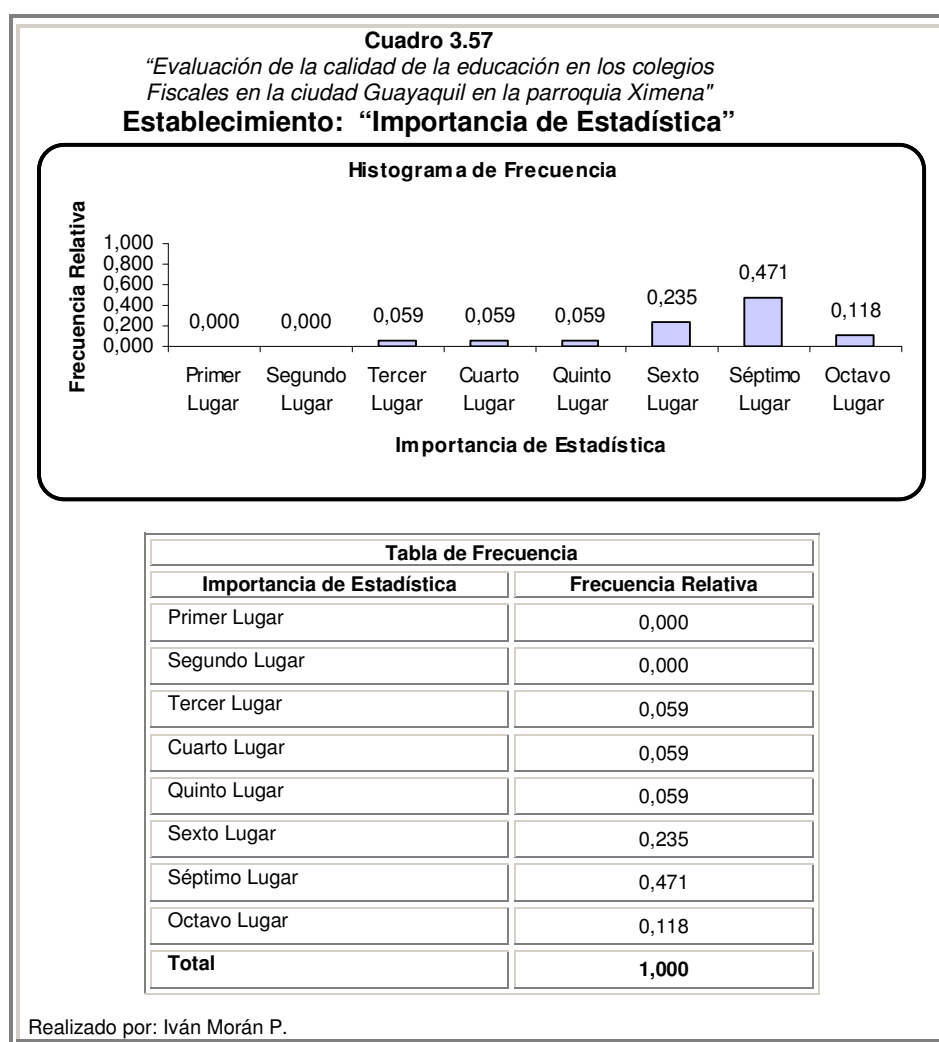 Cuadro 3.57
“Evaluación de la calidad de la educación en los colegios
Fiscales en la ciudad Guayaquil en la parroquia Ximena"
Establecimiento: “Importancia de Estadística”
Histograma de Frecuencia
Frecuencia Relativa
1,000
0,800
0,600
0,400
0,200
0,000
0,000 0,000 0,059 0,059 0,059 0,235 0,471 0,118
Primer Segundo Tercer Cuarto Quinto Sexto Séptimo Octavo
Lugar Lugar Lugar Lugar Lugar Lugar Lugar Lugar
Importancia de Estadística
Tabla de Frecuencia
Importancia de Estadística Frecuencia Relativa
Primer Lugar 0,000
Segundo Lugar 0,000
Tercer Lugar 0,059
Cuarto Lugar 0,059
Quinto Lugar 0,059
Sexto Lugar 0,235
Séptimo Lugar 0,471
Octavo Lugar 0,118
Total 1,000
Realizado por: Iván Morán P.